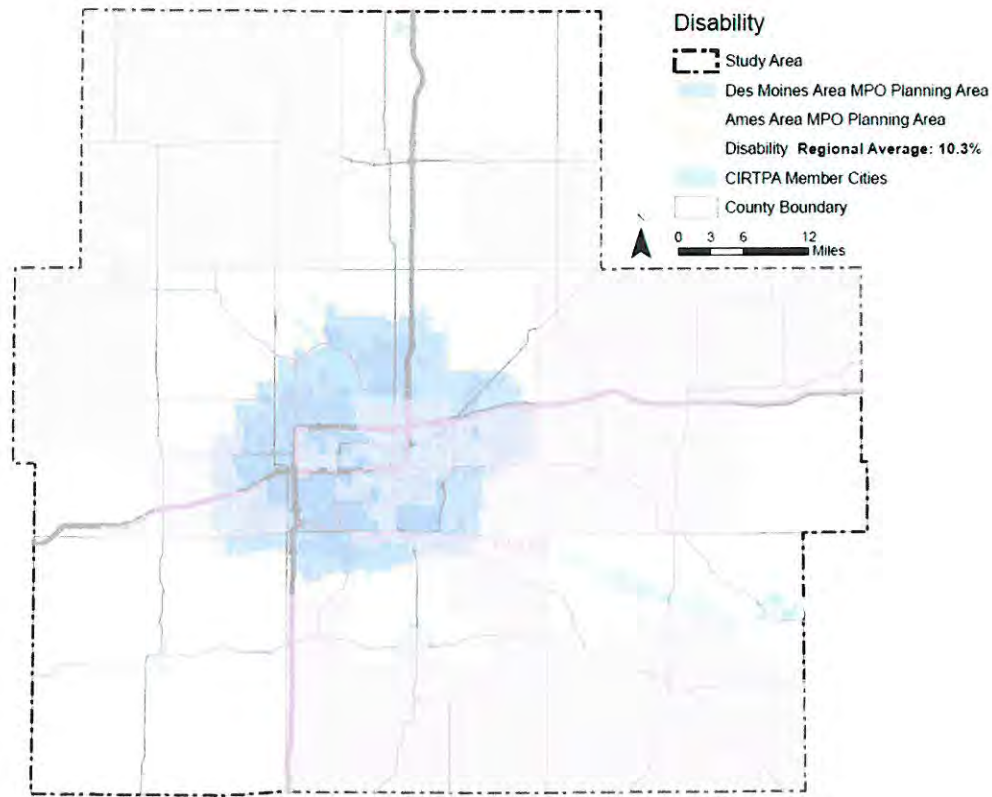 Disability
Study Area
Des Moines Area MPO Planning Area
Ames Area MPO Planning Area
Disability Regional Average: 10.3%
CIRTPA Member Cities
County Boundary
0 3 6 12
Miles